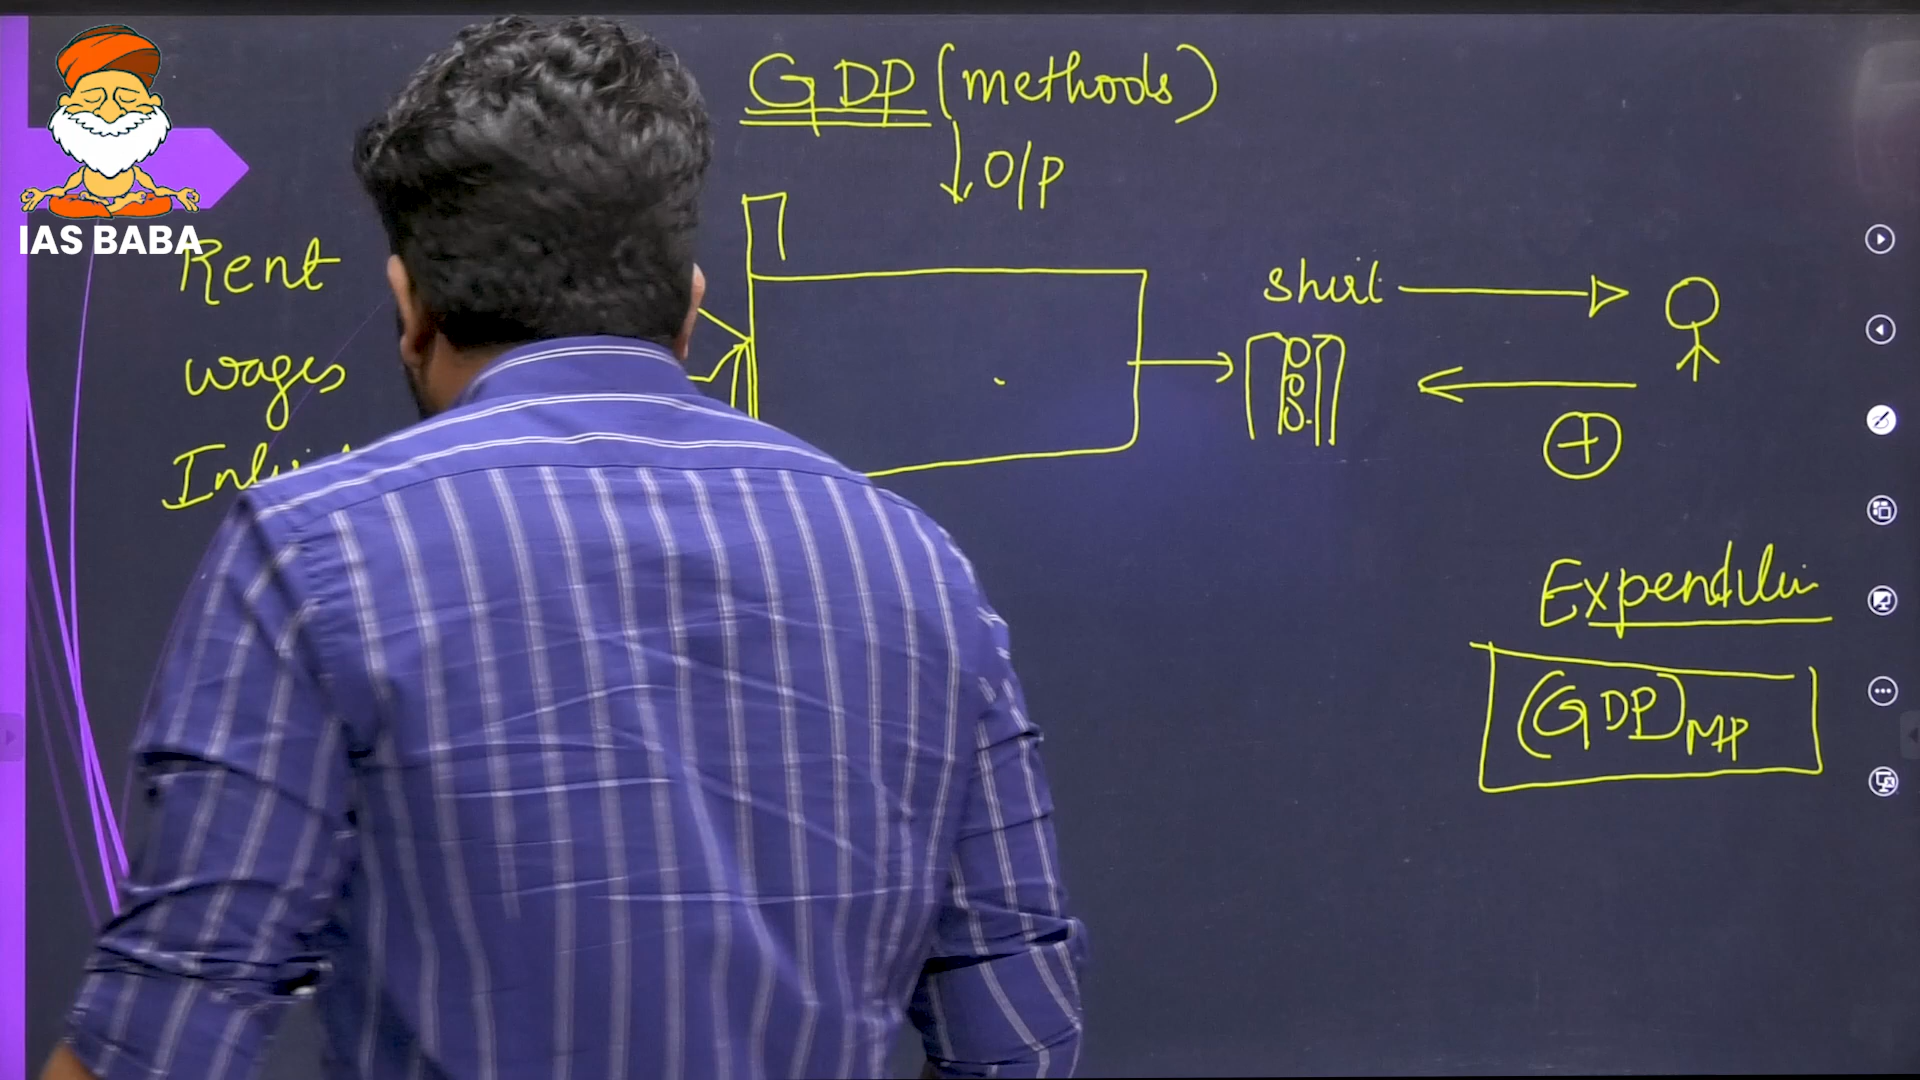 GDP (methods)
O/P
IAS BABA
Rent
shirt
wages
Expenditu
(GDP)MP